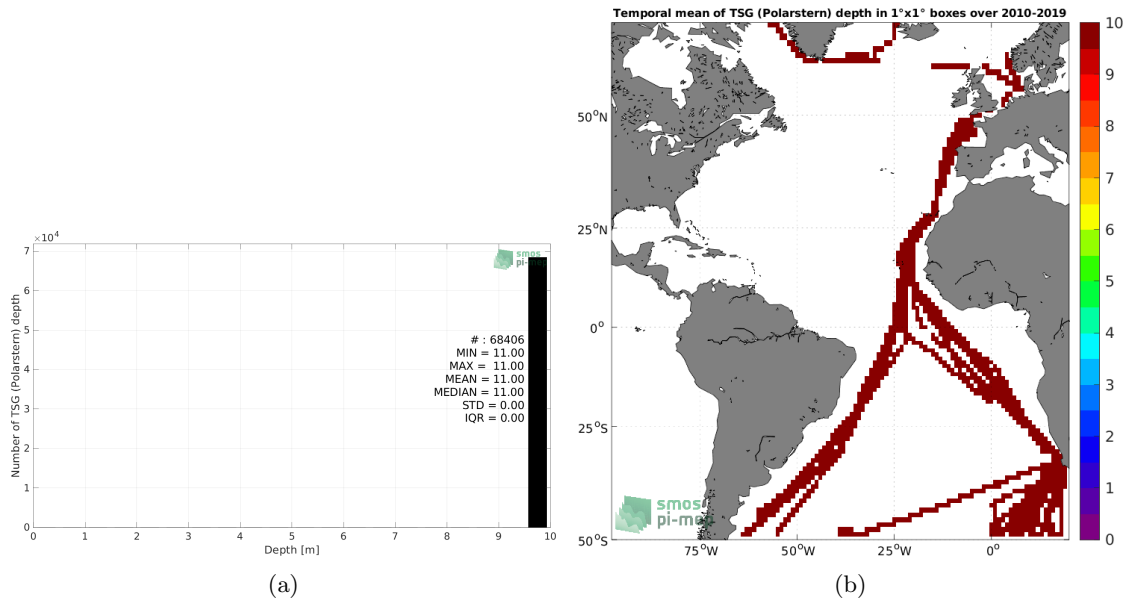 ×10⁴
7
6
5
4
3
2
1
0
Number of TSG (Polarstern) depth
smos
pi-mep
# : 68406
MIN = 11.00
MAX = 11.00
MEAN = 11.00
MEDIAN = 11.00
STD = 0.00
IQR = 0.00
0 1 2 3 4 5 6 7 8 9 10
Depth [m]
(a)
Temporal mean of TSG (Polarstern) depth in 1°x1° boxes over 2010-2019
50°N
25°N
0°
25°S
50°S
75°W 50°W 25°W 0°
smos
pi-mep
10
9
8
7
6
5
4
3
2
1
0
(b)